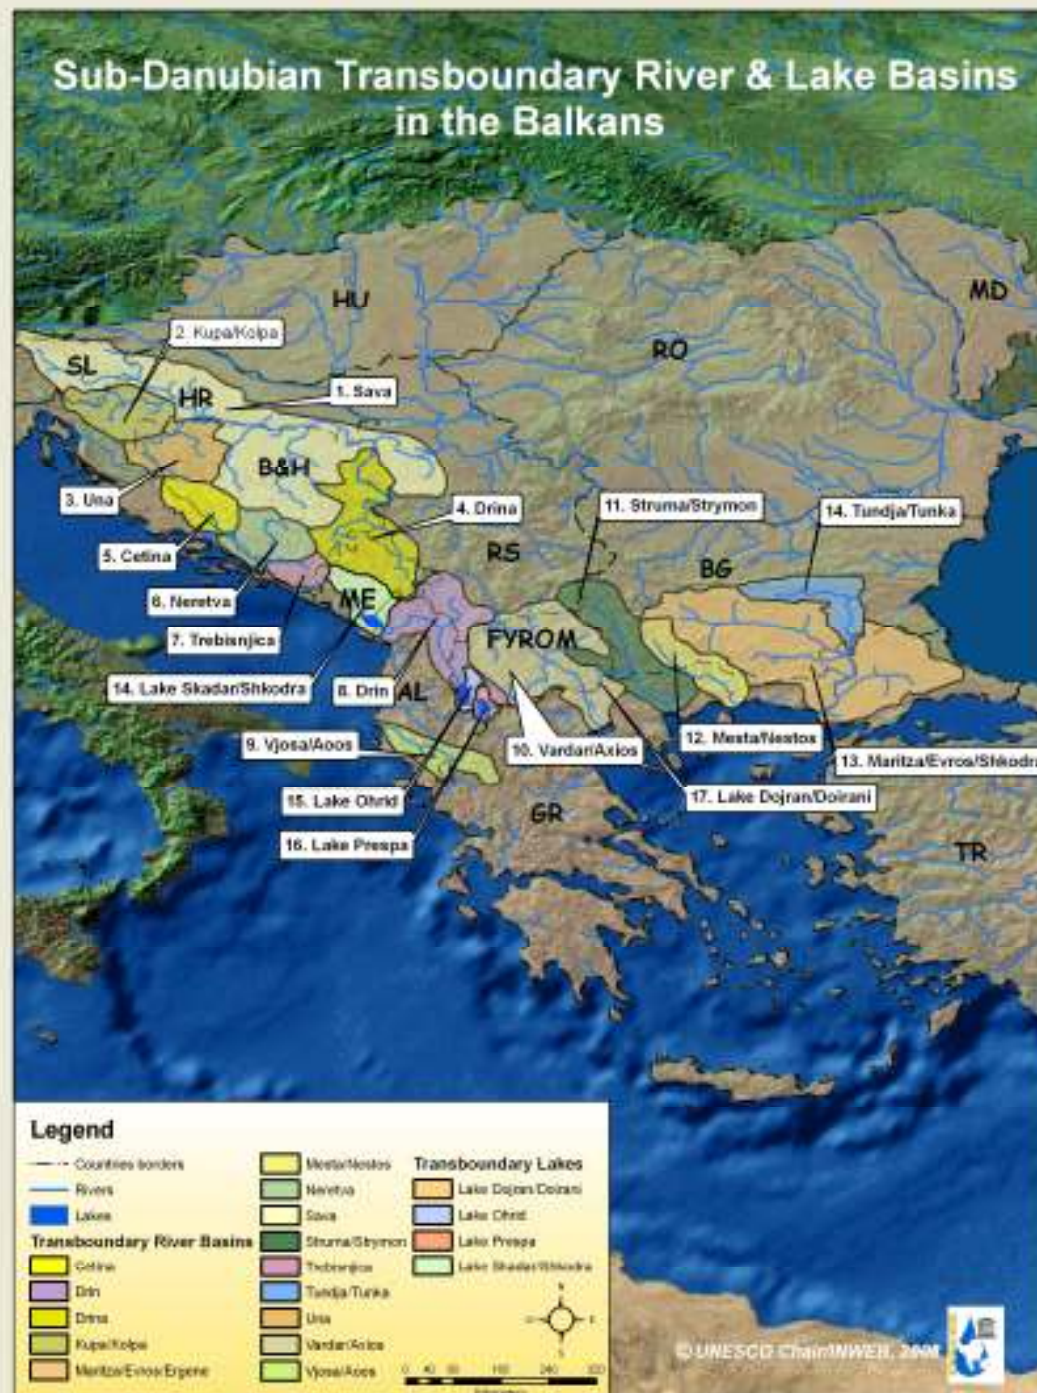 Sub-Danubian Transboundary River & Lake Basins
in the Balkans
HU
MD
RO
2. Kupa/Kolpa
SL
HR
1. Sava
B&H
3. Una
4. Drina
11. Struma/Strymon
14. Tundja/Tunka
5. Cetina
RS
BG
6. Neretva
ME
7. Trebisnjica
FYROM
14. Lake Skadar/Shkodra
8. Drin
AL
9. Vjosa/Aoos
10. Vardar/Axios
12. Mesta/Nestos
13. Maritza/Evros/Shkodra
15. Lake Ohrid
17. Lake Dojran/Doirani
16. Lake Prespa
GR
TR
Legend
Countries borders
Rivers
Lakes
Transboundary River Basins
Cetina
Drin
Drina
Kupa/Kolpa
Maritza/Evros/Ergene
Mesta/Nestos
Neretva
Sava
Struma/Strymon
Trebisnjica
Tundja/Tunka
Una
Vardar/Axios
Vjosa/Aoos
Transboundary Lakes
Lake Dojran/Doirani
Lake Ohrid
Lake Prespa
Lake Skadar/Shkodra
0 40 80 160 240 320
© UNESCO Chair/INWEB, 2008